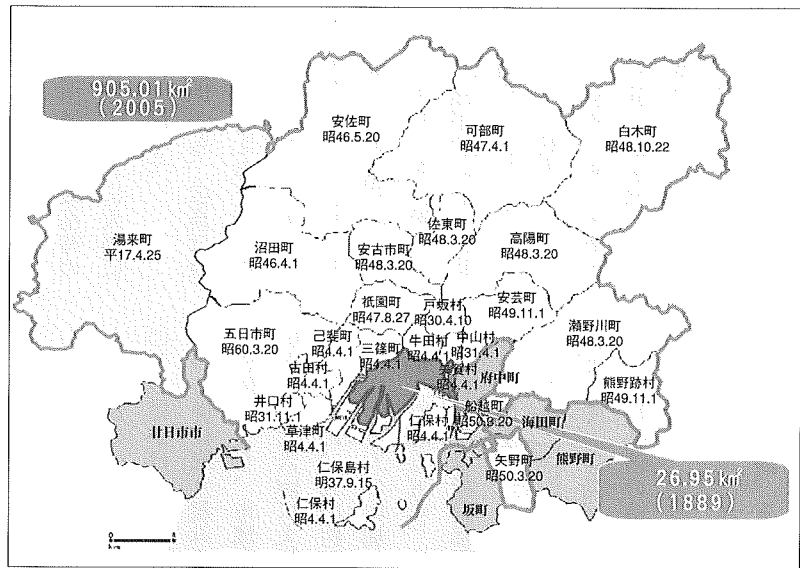 905.01㎢
(2005)
安佐町
昭46.5.20
可部町
昭47.4.1
白木町
昭48.10.22
湯来町
平17.4.25
沼田町
昭46.4.1
安古市町
昭48.3.20
佐東町
昭48.3.20
高陽町
昭48.3.20
祇園町
昭47.8.27
戸坂村
昭30.4.10
安芸町
昭49.11.1
瀬野川町
昭48.3.20
五日市町
昭60.3.20
己斐町
昭4.4.1
三篠町
昭4.4.1
牛田村
昭4.4.1
中山村
昭31.4.1
古田村
昭4.4.1
昭4.4.1
府中町
熊野跡村
昭49.11.1
井口村
昭31.11.1
草津町
昭4.4.1
仁保村
昭4.4.1
船越町
昭50.3.20
海田町
廿日市市
仁保島村
明37.9.15
矢野町
昭50.3.20
熊野町
仁保村
昭4.4.1
坂町
26.95㎢
(1889)
0
km